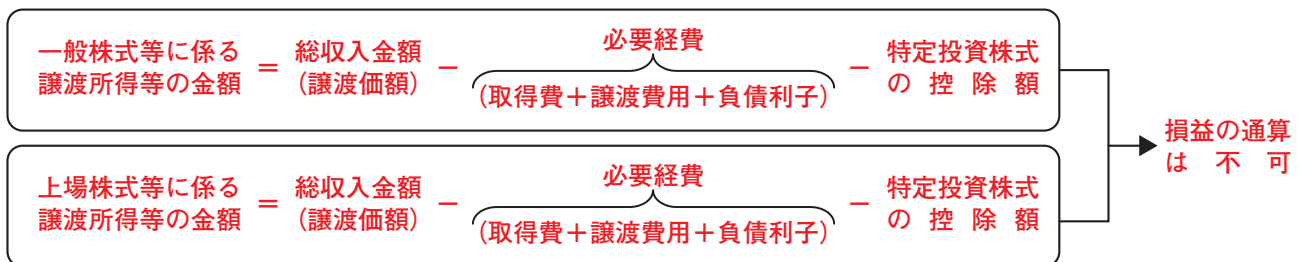 一般株式等に係る譲渡所得等の金額 = 総収入金額(譲渡価額) − 必要経費(取得費+譲渡費用+負債利子) − 特定投資株式の控除額
上場株式等に係る譲渡所得等の金額 = 総収入金額(譲渡価額) − 必要経費(取得費+譲渡費用+負債利子) − 特定投資株式の控除額
損益の通算
は不可